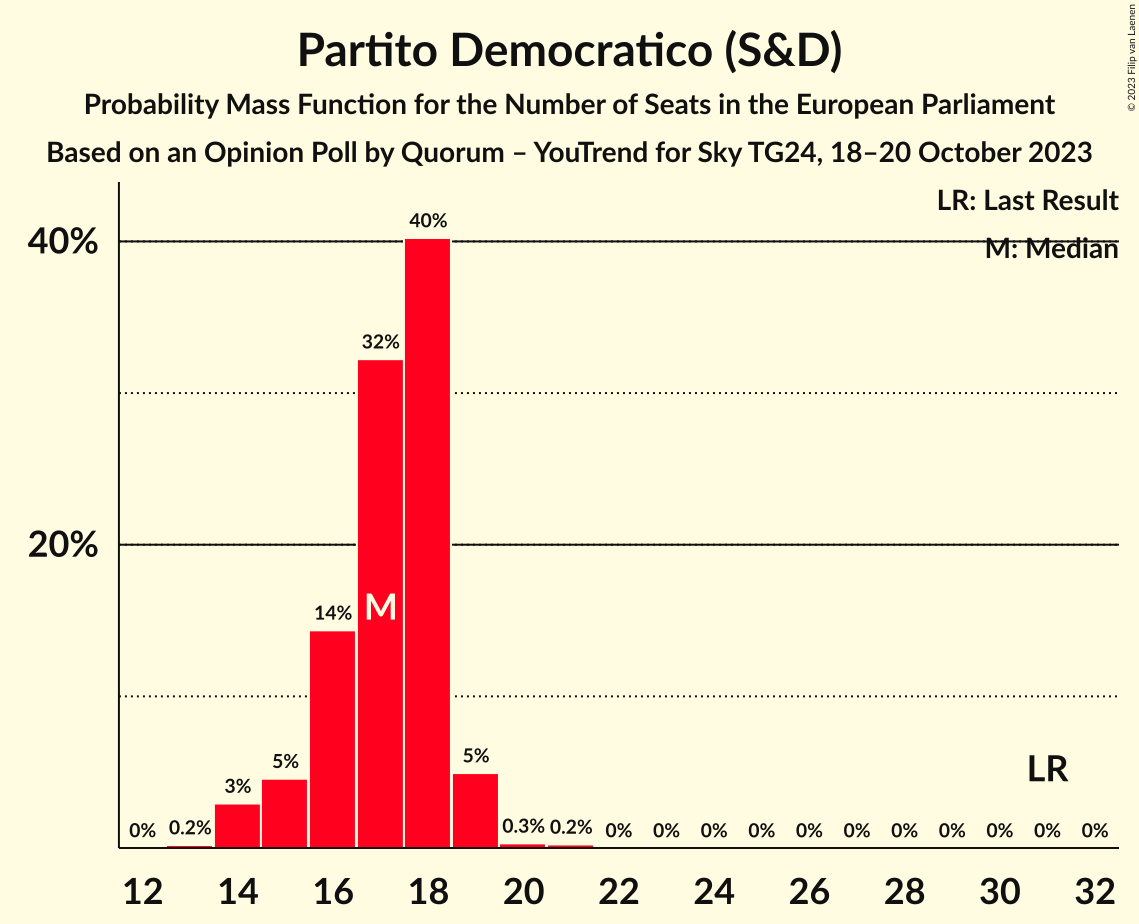 Partito Democratico (S&D)
Probability Mass Function for the Number of Seats in the European Parliament
Based on an Opinion Poll by Quorum – YouTrend for Sky TG24, 18–20 October 2023
© 2023 Filip van Laenen
LR: Last Result
M: Median
40%
20%
0% 0.2% 3% 5% 14% 32% 40% 5% 0.3% 0.2% 0% 0% 0% 0% 0% 0% 0% 0% 0% 0% 0%
M
LR
12 14 16 18 20 22 24 26 28 30 32